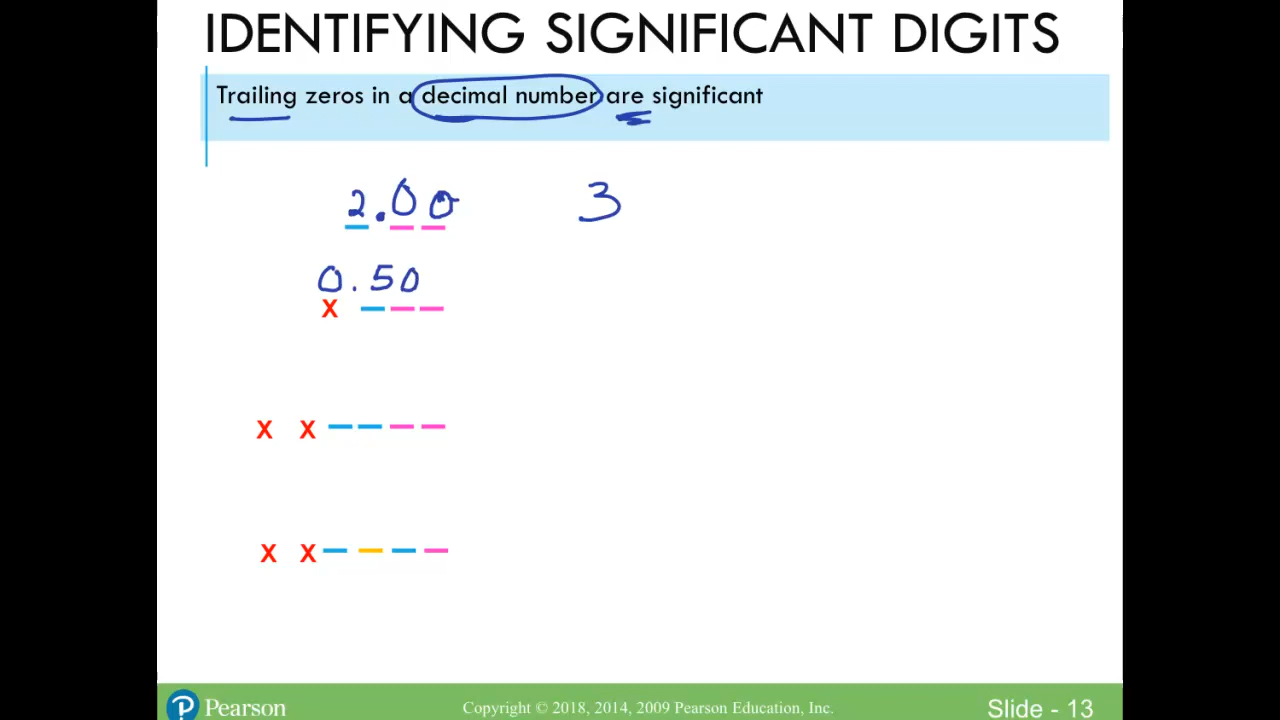 IDENTIFYING SIGNIFICANT DIGITS
Trailing zeros in a decimal number are significant
2.00 3
0.50
X
X X
X X
Pearson Copyright © 2018, 2014, 2009 Pearson Education, Inc. Slide - 13